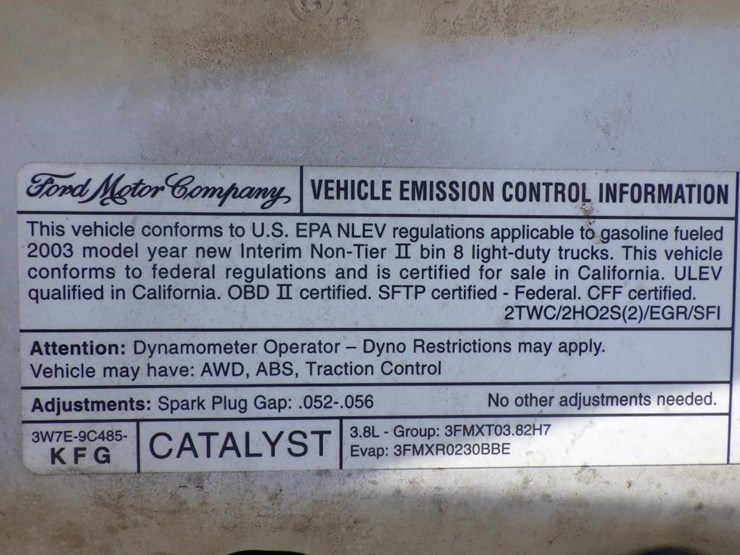 Ford Motor Company VEHICLE EMISSION CONTROL INFORMATION
This vehicle conforms to U.S. EPA NLEV regulations applicable to gasoline fueled
2003 model year new Interim Non-Tier II bin 8 light-duty trucks. This vehicle
conforms to federal regulations and is certified for sale in California. ULEV
qualified in California. OBD II certified. SFTP certified - Federal. CFF certified.
2TWC/2HO2S(2)/EGR/SFI
Attention: Dynamometer Operator – Dyno Restrictions may apply.
Vehicle may have: AWD, ABS, Traction Control
Adjustments: Spark Plug Gap: .052-.056 No other adjustments needed.
3W7E-9C485-
KFG
CATALYST
3.8L - Group: 3FMXT03.82H7
Evap: 3FMXR0230BBE